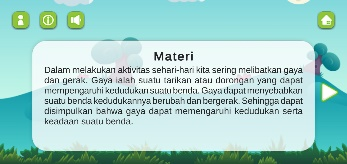 Materi
Dalam melakukan aktivitas sehari-hari kita sering melibatkan gaya
dan gerak. Gaya ialah suatu tarikan atau dorongan yang dapat
mempengaruhi kedudukan suatu benda. Gaya dapat menyebabkan
suatu benda kedudukannya berubah dan bergerak. Sehingga dapat
disimpulkan bahwa gaya dapat memengaruhi kedudukan serta
keadaan suatu benda.